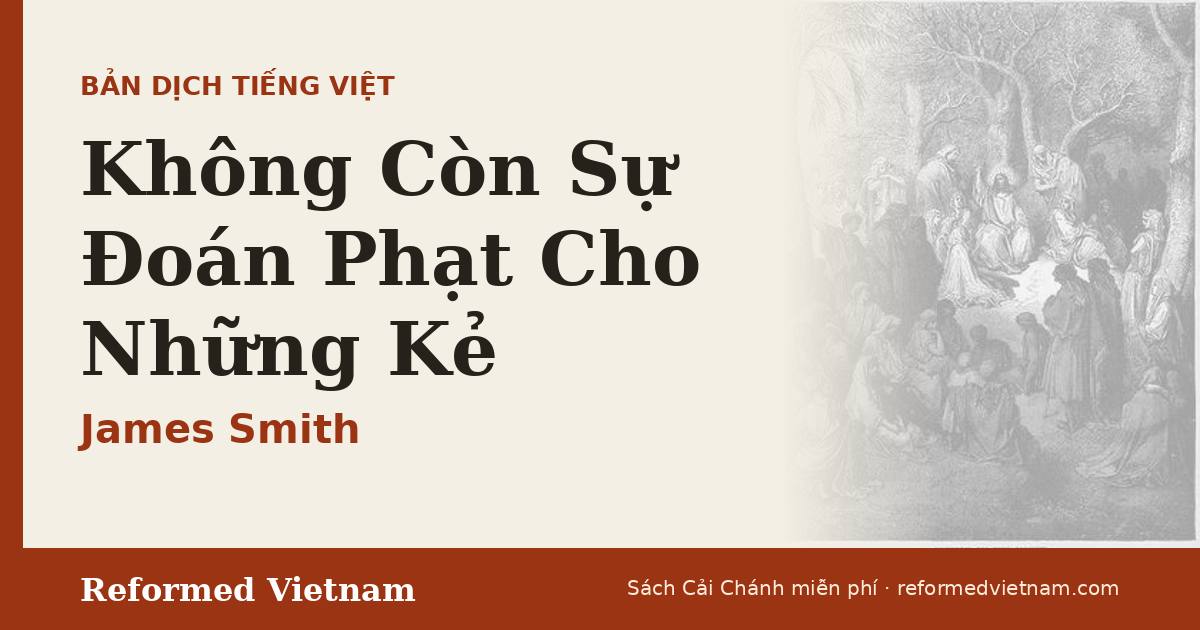 BẢN DỊCH TIẾNG VIỆT
Không Còn Sự
Đoán Phạt Cho
Những Kẻ
James Smith
Reformed Vietnam
Sách Cải Chánh miễn phí · reformedvietnam.com